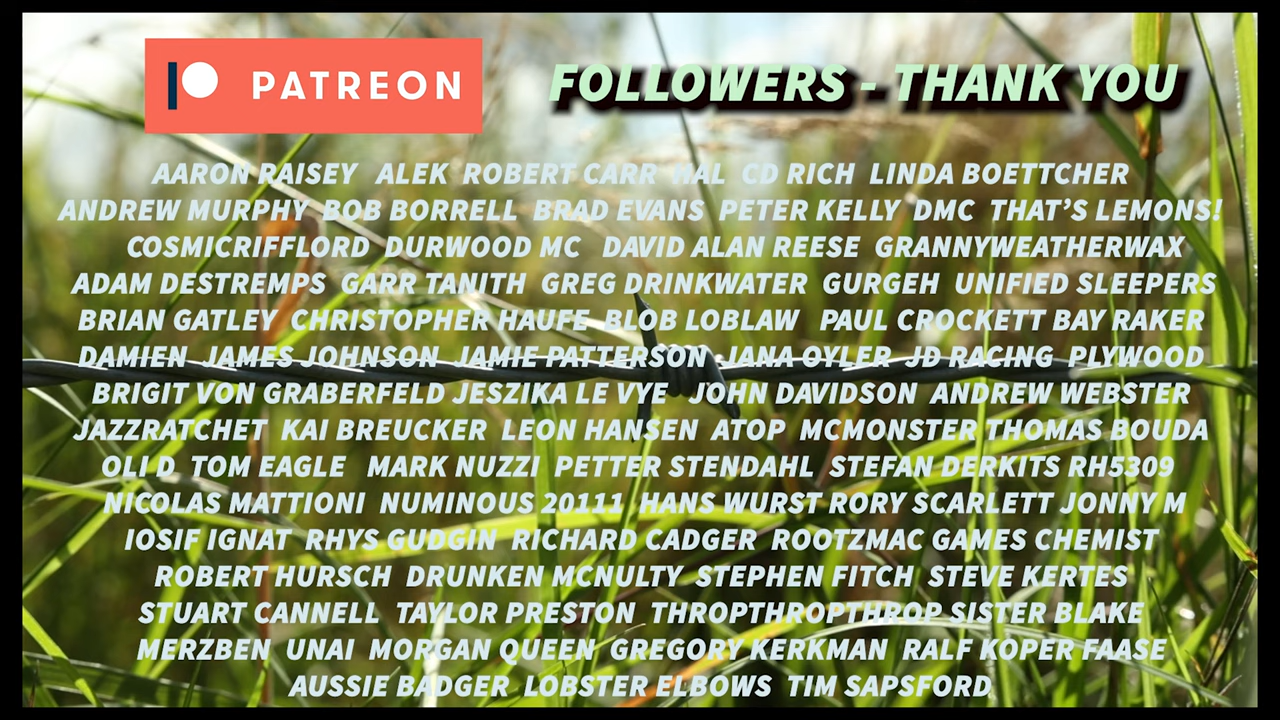 PATREON
FOLLOWERS - THANK YOU
AARON RAISEY ALEK ROBERT CARR HAL CD RICH LINDA BOETTCHER
ANDREW MURPHY BOB BORRELL BRAD EVANS PETER KELLY DMC THAT'S LEMONS!
COSMICRIFFLORD DURWOOD MC DAVID ALAN REESE GRANNYWEATHERWAX
ADAM DESTREMPS GARR TANITH GREG DRINKWATER GURGEH UNIFIED SLEEPERS
BRIAN GATLEY CHRISTOPHER HAUFE BLOB LOBLAW PAUL CROCKETT BAY RAKER
DAMIEN JAMES JOHNSON JAMIE PATTERSON JANA OYLER JD RACING PLYWOOD
BRIGIT VON GRABERFELD JESZIKA LE VYE JOHN DAVIDSON ANDREW WEBSTER
JAZZRATCHET KAI BREUCKER LEON HANSEN ATOP MCMONSTER THOMAS BOUDA
OLI D TOM EAGLE MARK NUZZI PETTER STENDAHL STEFAN DERKITS RH5309
NICOLAS MATTIONI NUMINOUS 20111 HANS WURST RORY SCARLETT JONNY M
IOSIF IGNAT RHYS GUDGIN RICHARD CADGER ROOTZMAC GAMES CHEMIST
ROBERT HURSCH DRUNKEN MCNULTY STEPHEN FITCH STEVE KERTES
STUART CANNELL TAYLOR PRESTON THROPTHROPTHROP SISTER BLAKE
MERZBEN UNAI MORGAN QUEEN GREGORY KERKMAN RALF KOPER FAASE
AUSSIE BADGER LOBSTER ELBOWS TIM SAPSFORD